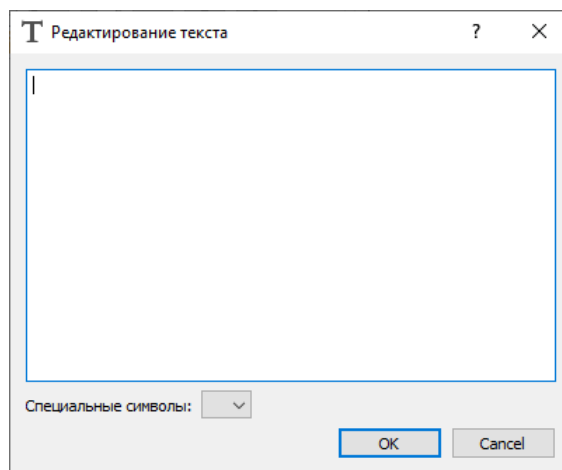 T Редактирование текста ?
Специальные символы:
OK Cancel